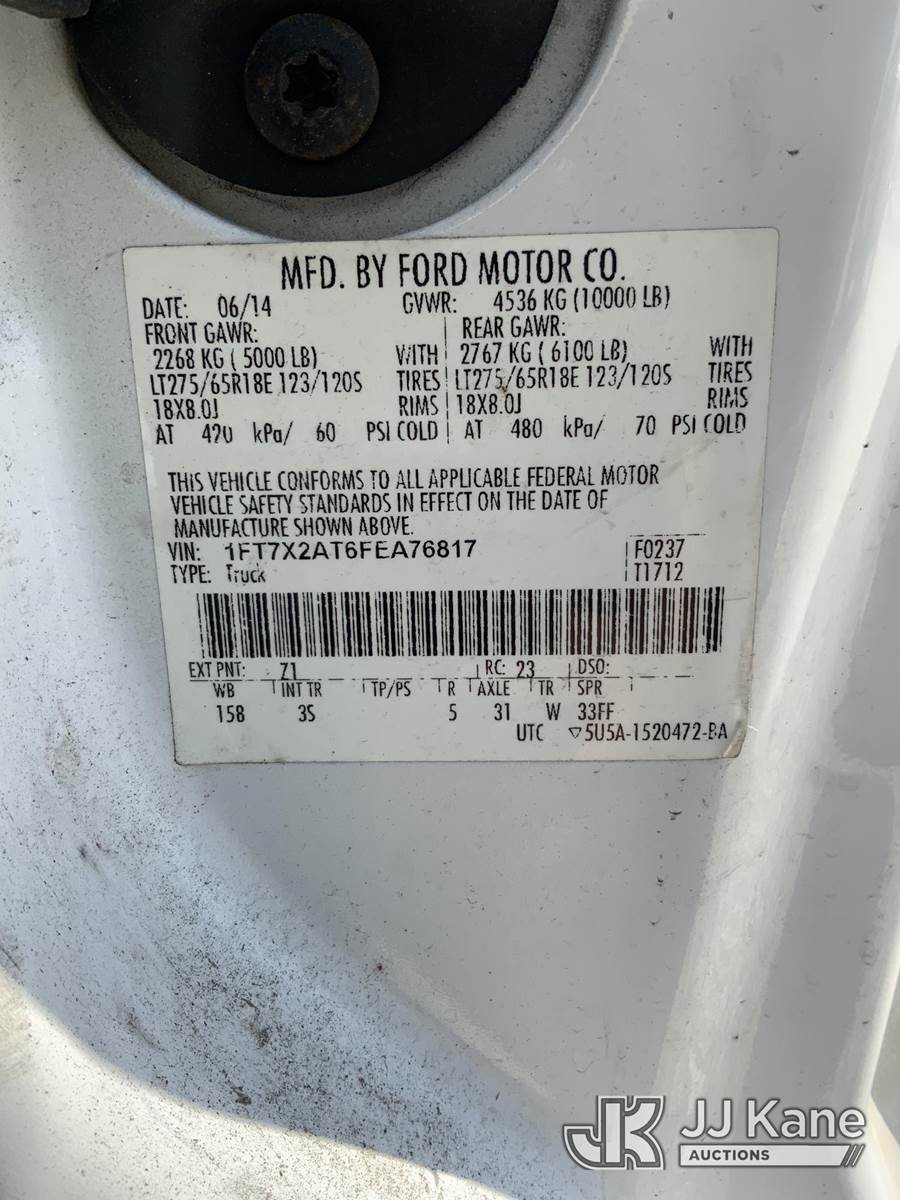 MFD. BY FORD MOTOR CO.
DATE: 06/14 GVWR: 4536 KG (10000 LB)
FRONT GAWR: REAR GAWR:
2268 KG ( 5000 LB) WITH 2767 KG ( 6100 LB) WITH
LT275/65R18E 123/120S TIRES LT275/65R18E 123/120S TIRES
18X8.0J RIMS 18X8.0J RIMS
AT 420 kPa/ 60 PSI COLD AT 480 kPa/ 70 PSI COLD
THIS VEHICLE CONFORMS TO ALL APPLICABLE FEDERAL MOTOR
VEHICLE SAFETY STANDARDS IN EFFECT ON THE DATE OF
MANUFACTURE SHOWN ABOVE.
VIN: 1FT7X2AT6FEA76817 F0237
TYPE: Truck T1712
EXT PNT: Z1 RC: 23 DSO:
WB INT TR TP/PS R AXLE TR SPR
158 3S 5 31 W 33FF
UTC ▽5U5A-1520472-BA
JK JJ Kane
AUCTIONS